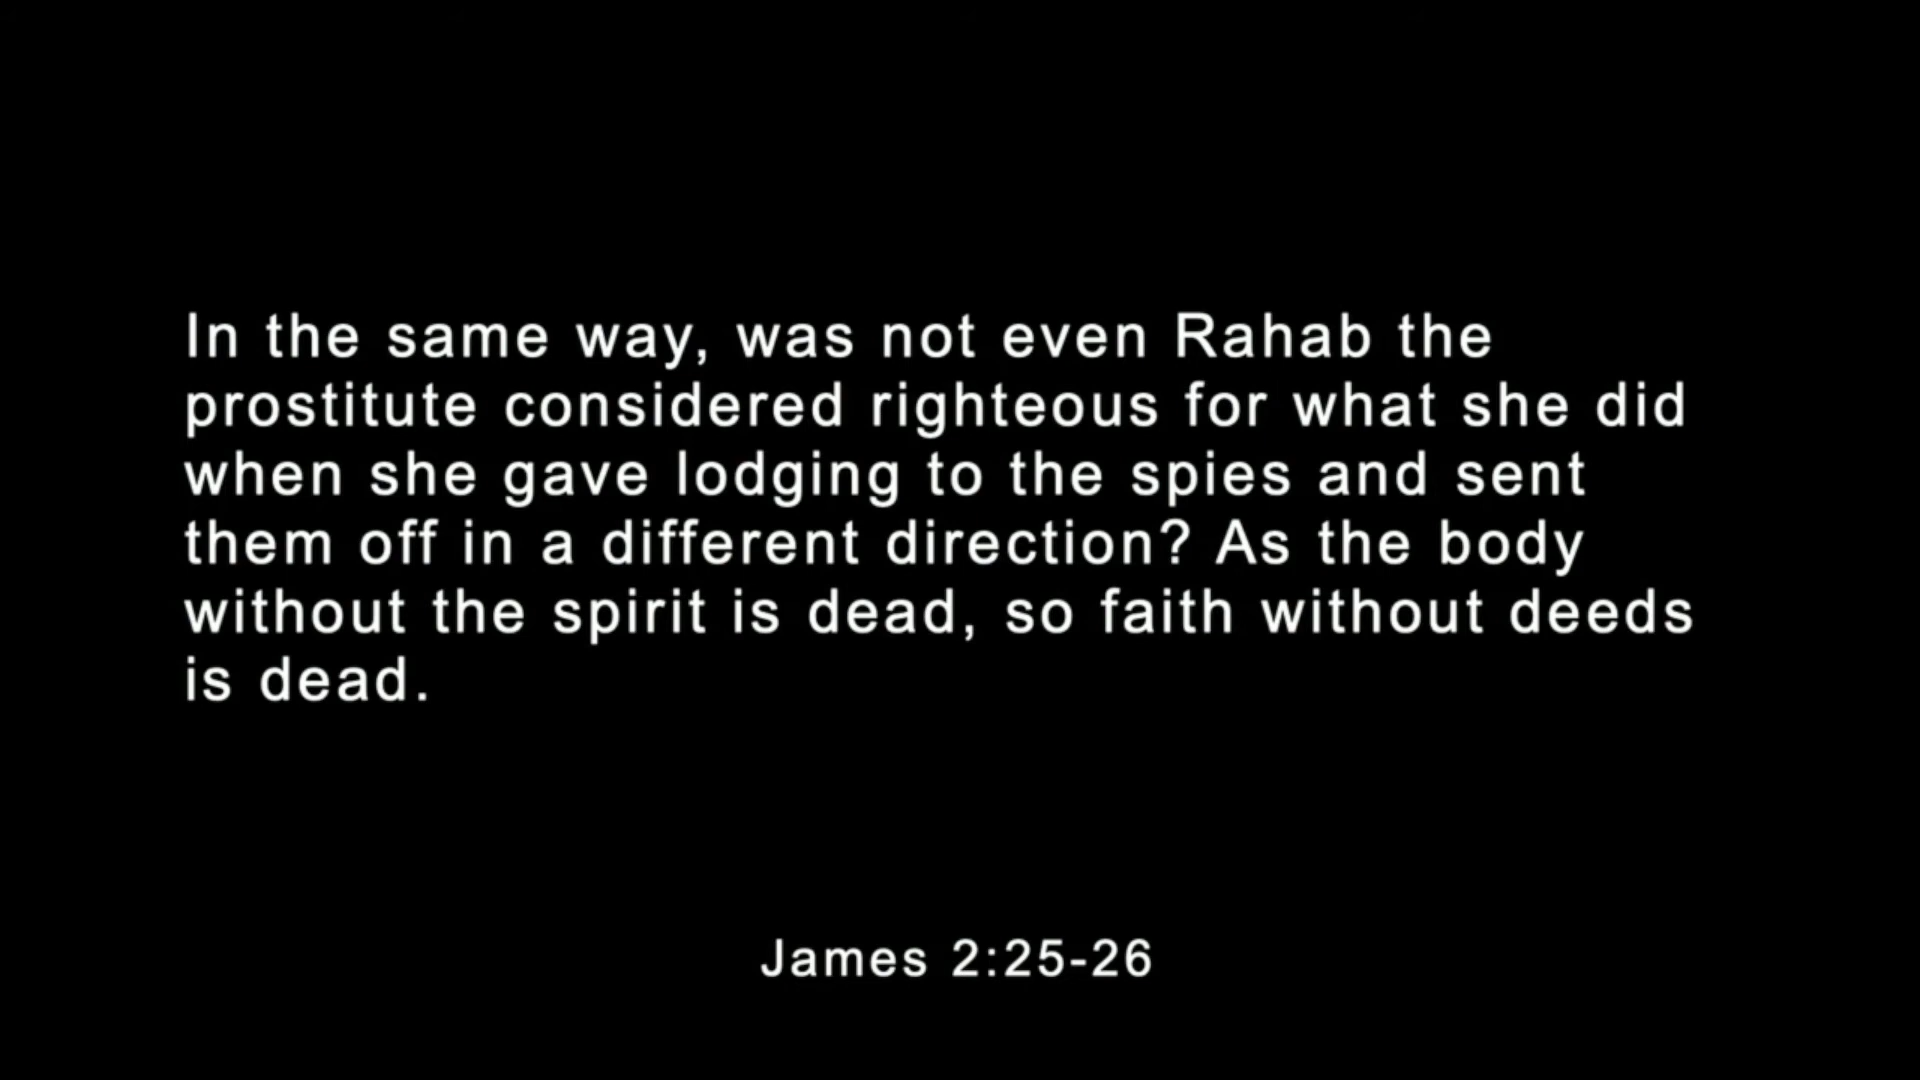 In the same way, was not even Rahab the
prostitute considered righteous for what she did
when she gave lodging to the spies and sent
them off in a different direction? As the body
without the spirit is dead, so faith without deeds
is dead.
James 2:25-26